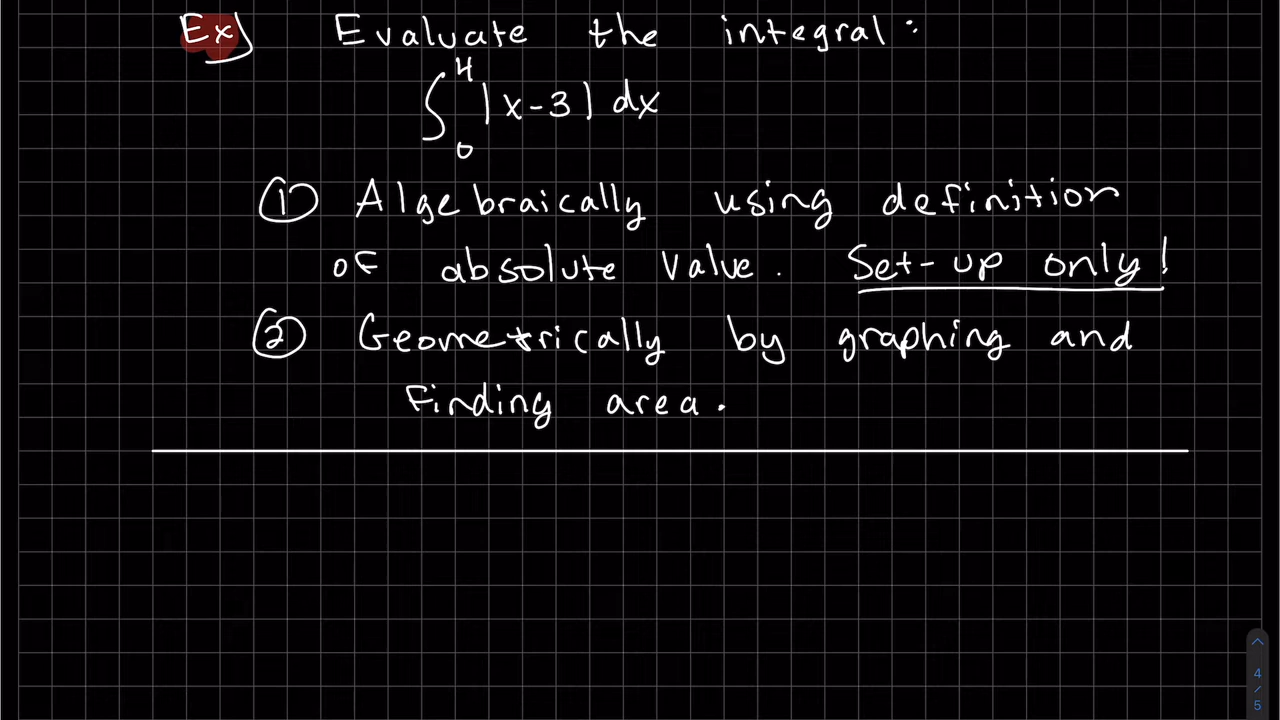 Ex) Evaluate the integral:
∫₀⁴ |x-3| dx
① Algebraically using definition
of absolute value. Set-up only!
② Geometrically by graphing and
finding area.
4
/
5